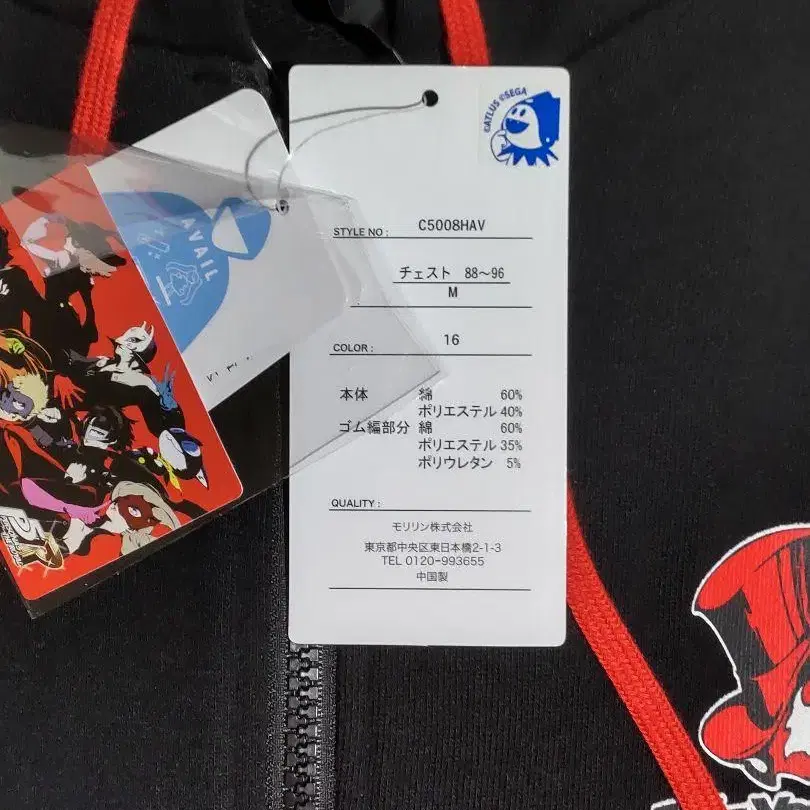 ©ATLUS ©SEGA
AVAIL
STYLE NO : C5008HAV
チェスト 88～96
M
COLOR : 16
本体 綿 60%
ポリエステル 40%
ゴム編部分 綿 60%
ポリエステル 35%
ポリウレタン 5%
QUALITY :
モリリン株式会社
東京都中央区東日本橋2-1-3
TEL 0120-993655
中国製
P5R